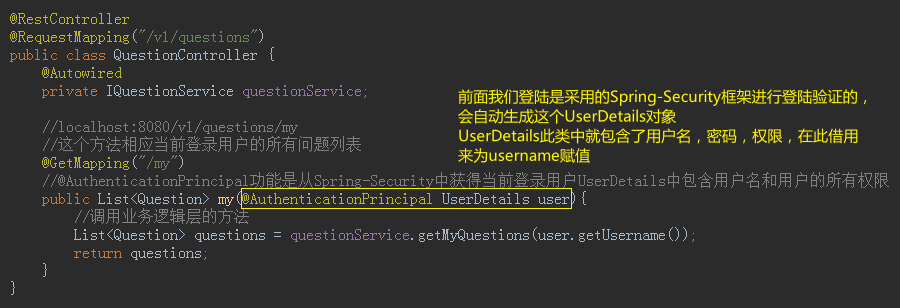 @RestController
@RequestMapping("/v1/questions")
public class QuestionController {
@Autowired
private IQuestionService questionService;
前面我们登陆是采用的Spring-Security框架进行登陆验证的，
会自动生成这个UserDetails对象
UserDetails此类中就包含了用户名，密码，权限，在此借用
来为username赋值
//localhost:8080/v1/questions/my
//这个方法相应当前登录用户的所有问题列表
@GetMapping("/my")
//@AuthenticationPrincipal功能是从Spring-Security中获得当前登录用户UserDetails中包含用户名和用户的所有权限
public List<Question> my(@AuthenticationPrincipal UserDetails user){
//调用业务逻辑层的方法
List<Question> questions = questionService.getMyQuestions(user.getUsername());
return questions;
}
}